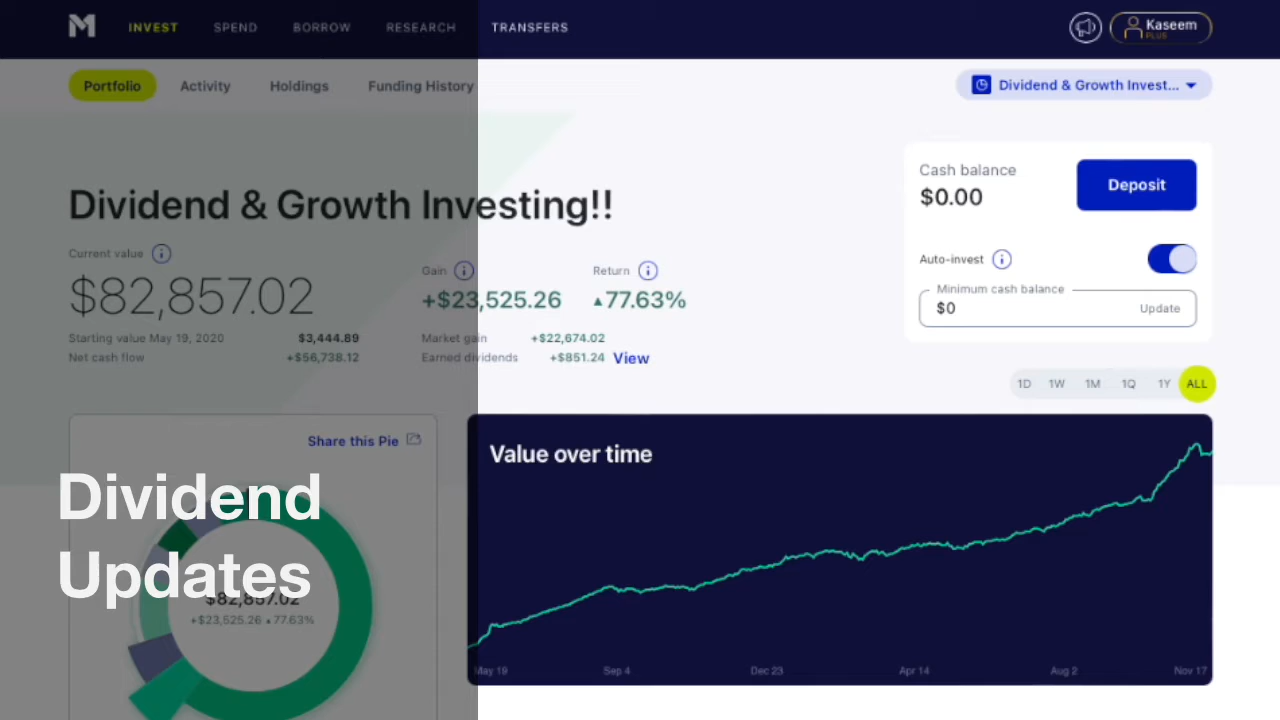 M INVEST SPEND BORROW RESEARCH TRANSFERS Kaseem
PLUS
Portfolio Activity Holdings Funding History Dividend & Growth Invest...
Cash balance
$0.00
Deposit
Dividend & Growth Investing!!
Current value
$82,857.02
Gain
+$23,525.26
Return
▲77.63%
Auto-invest
Minimum cash balance
$0 Update
Starting value May 19, 2020 $3,444.89
Net cash flow +$56,738.12
Market gain +$22,674.02
Earned dividends +$851.24 View
1D 1W 1M 1Q 1Y ALL
Share this Pie
Value over time
Dividend
Updates
$82,857.02
+$23,525.26 ▲77.63%
May 19 Sep 4 Dec 23 Apr 14 Aug 2 Nov 17